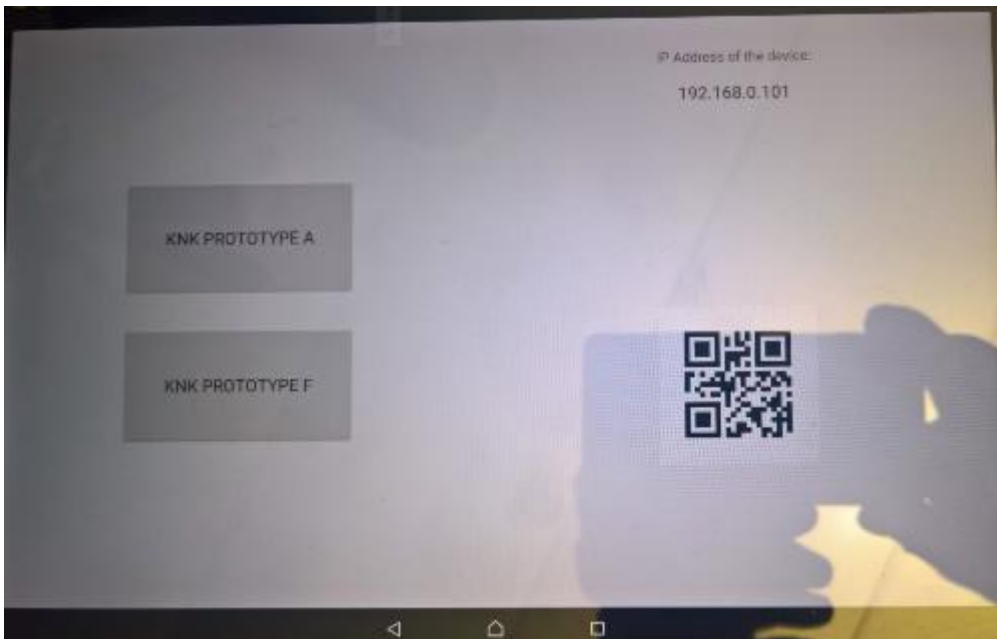 IP Address of the device:
192.168.0.101
KNK PROTOTYPE A
KNK PROTOTYPE F